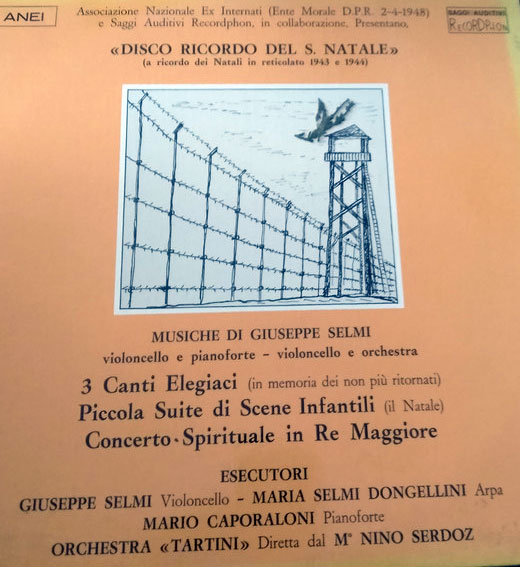 ANEI
Associazione Nazionale Ex Internati (Ente Morale D.P.R. 2-4-1948)
e Saggi Auditivi Recordphon, in collaborazione, Presentano,
SAGGI AUDITIVI
RECORDPHON
«DISCO RICORDO DEL S. NATALE»
(a ricordo dei Natali in reticolato 1943 e 1944)
MUSICHE DI GIUSEPPE SELMI
violoncello e pianoforte - violoncello e orchestra
3 Canti Elegiaci (in memoria dei non più ritornati)
Piccola Suite di Scene Infantili (il Natale)
Concerto - Spirituale in Re Maggiore
ESECUTORI
GIUSEPPE SELMI Violoncello - MARIA SELMI DONGELLINI Arpa
MARIO CAPORALONI Pianoforte
ORCHESTRA «TARTINI» Diretta dal M° NINO SERDOZ